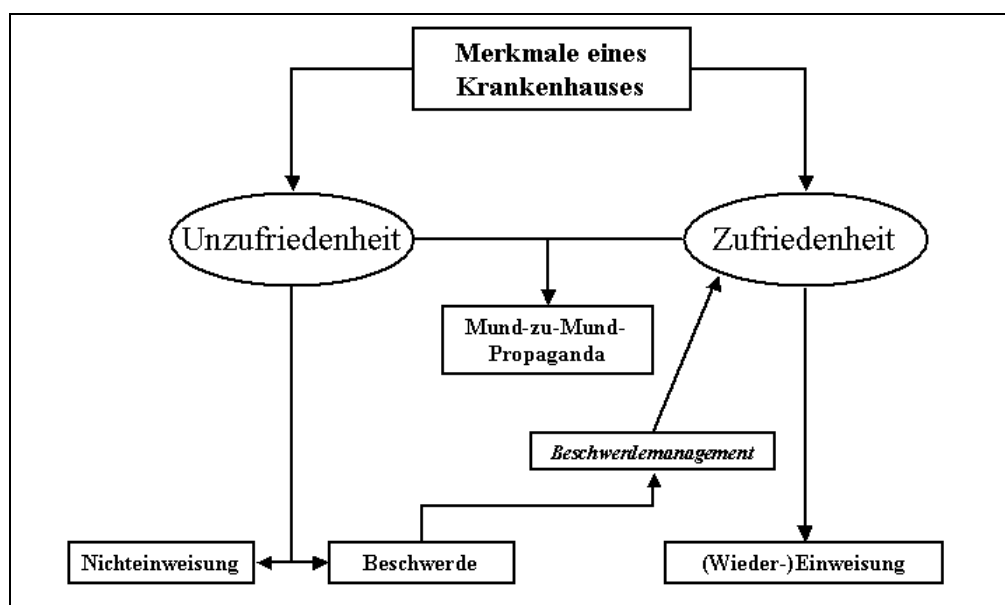 Merkmale eines
Krankenhauses
Unzufriedenheit
Zufriedenheit
Mund-zu-Mund-
Propaganda
Beschwerdemanagement
Nichteinweisung
Beschwerde
(Wieder-)Einweisung